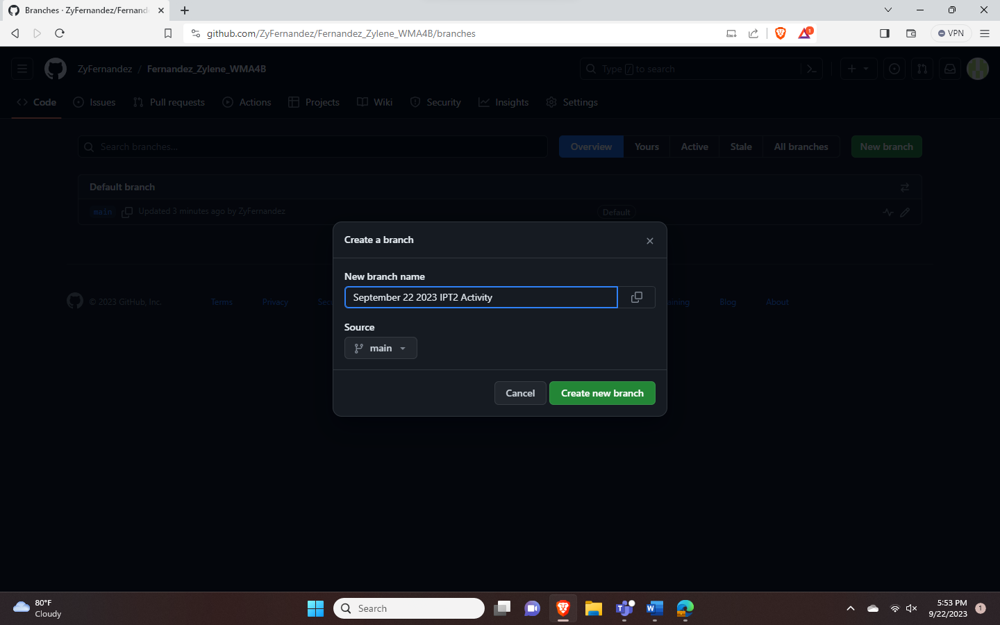 Branches · ZyFernandez/Fernand
github.com/ZyFernandez/Fernandez_Zylene_WMA4B/branches
1
VPN
ZyFernandez / Fernandez_Zylene_WMA4B
Type / to search
Code
Issues
Pull requests
Actions
Projects
Wiki
Security
Insights
Settings
Search branches...
Overview
Yours
Active
Stale
All branches
New branch
Default branch
main
Updated 3 minutes ago by ZyFernandez
Default
Create a branch
New branch name
September 22 2023 IPT2 Activity
Source
main
Cancel
Create new branch
© 2023 GitHub, Inc.
Terms
Privacy
Sec
aining
Blog
About
80°F
Cloudy
Search
5:53 PM
9/22/2023
1